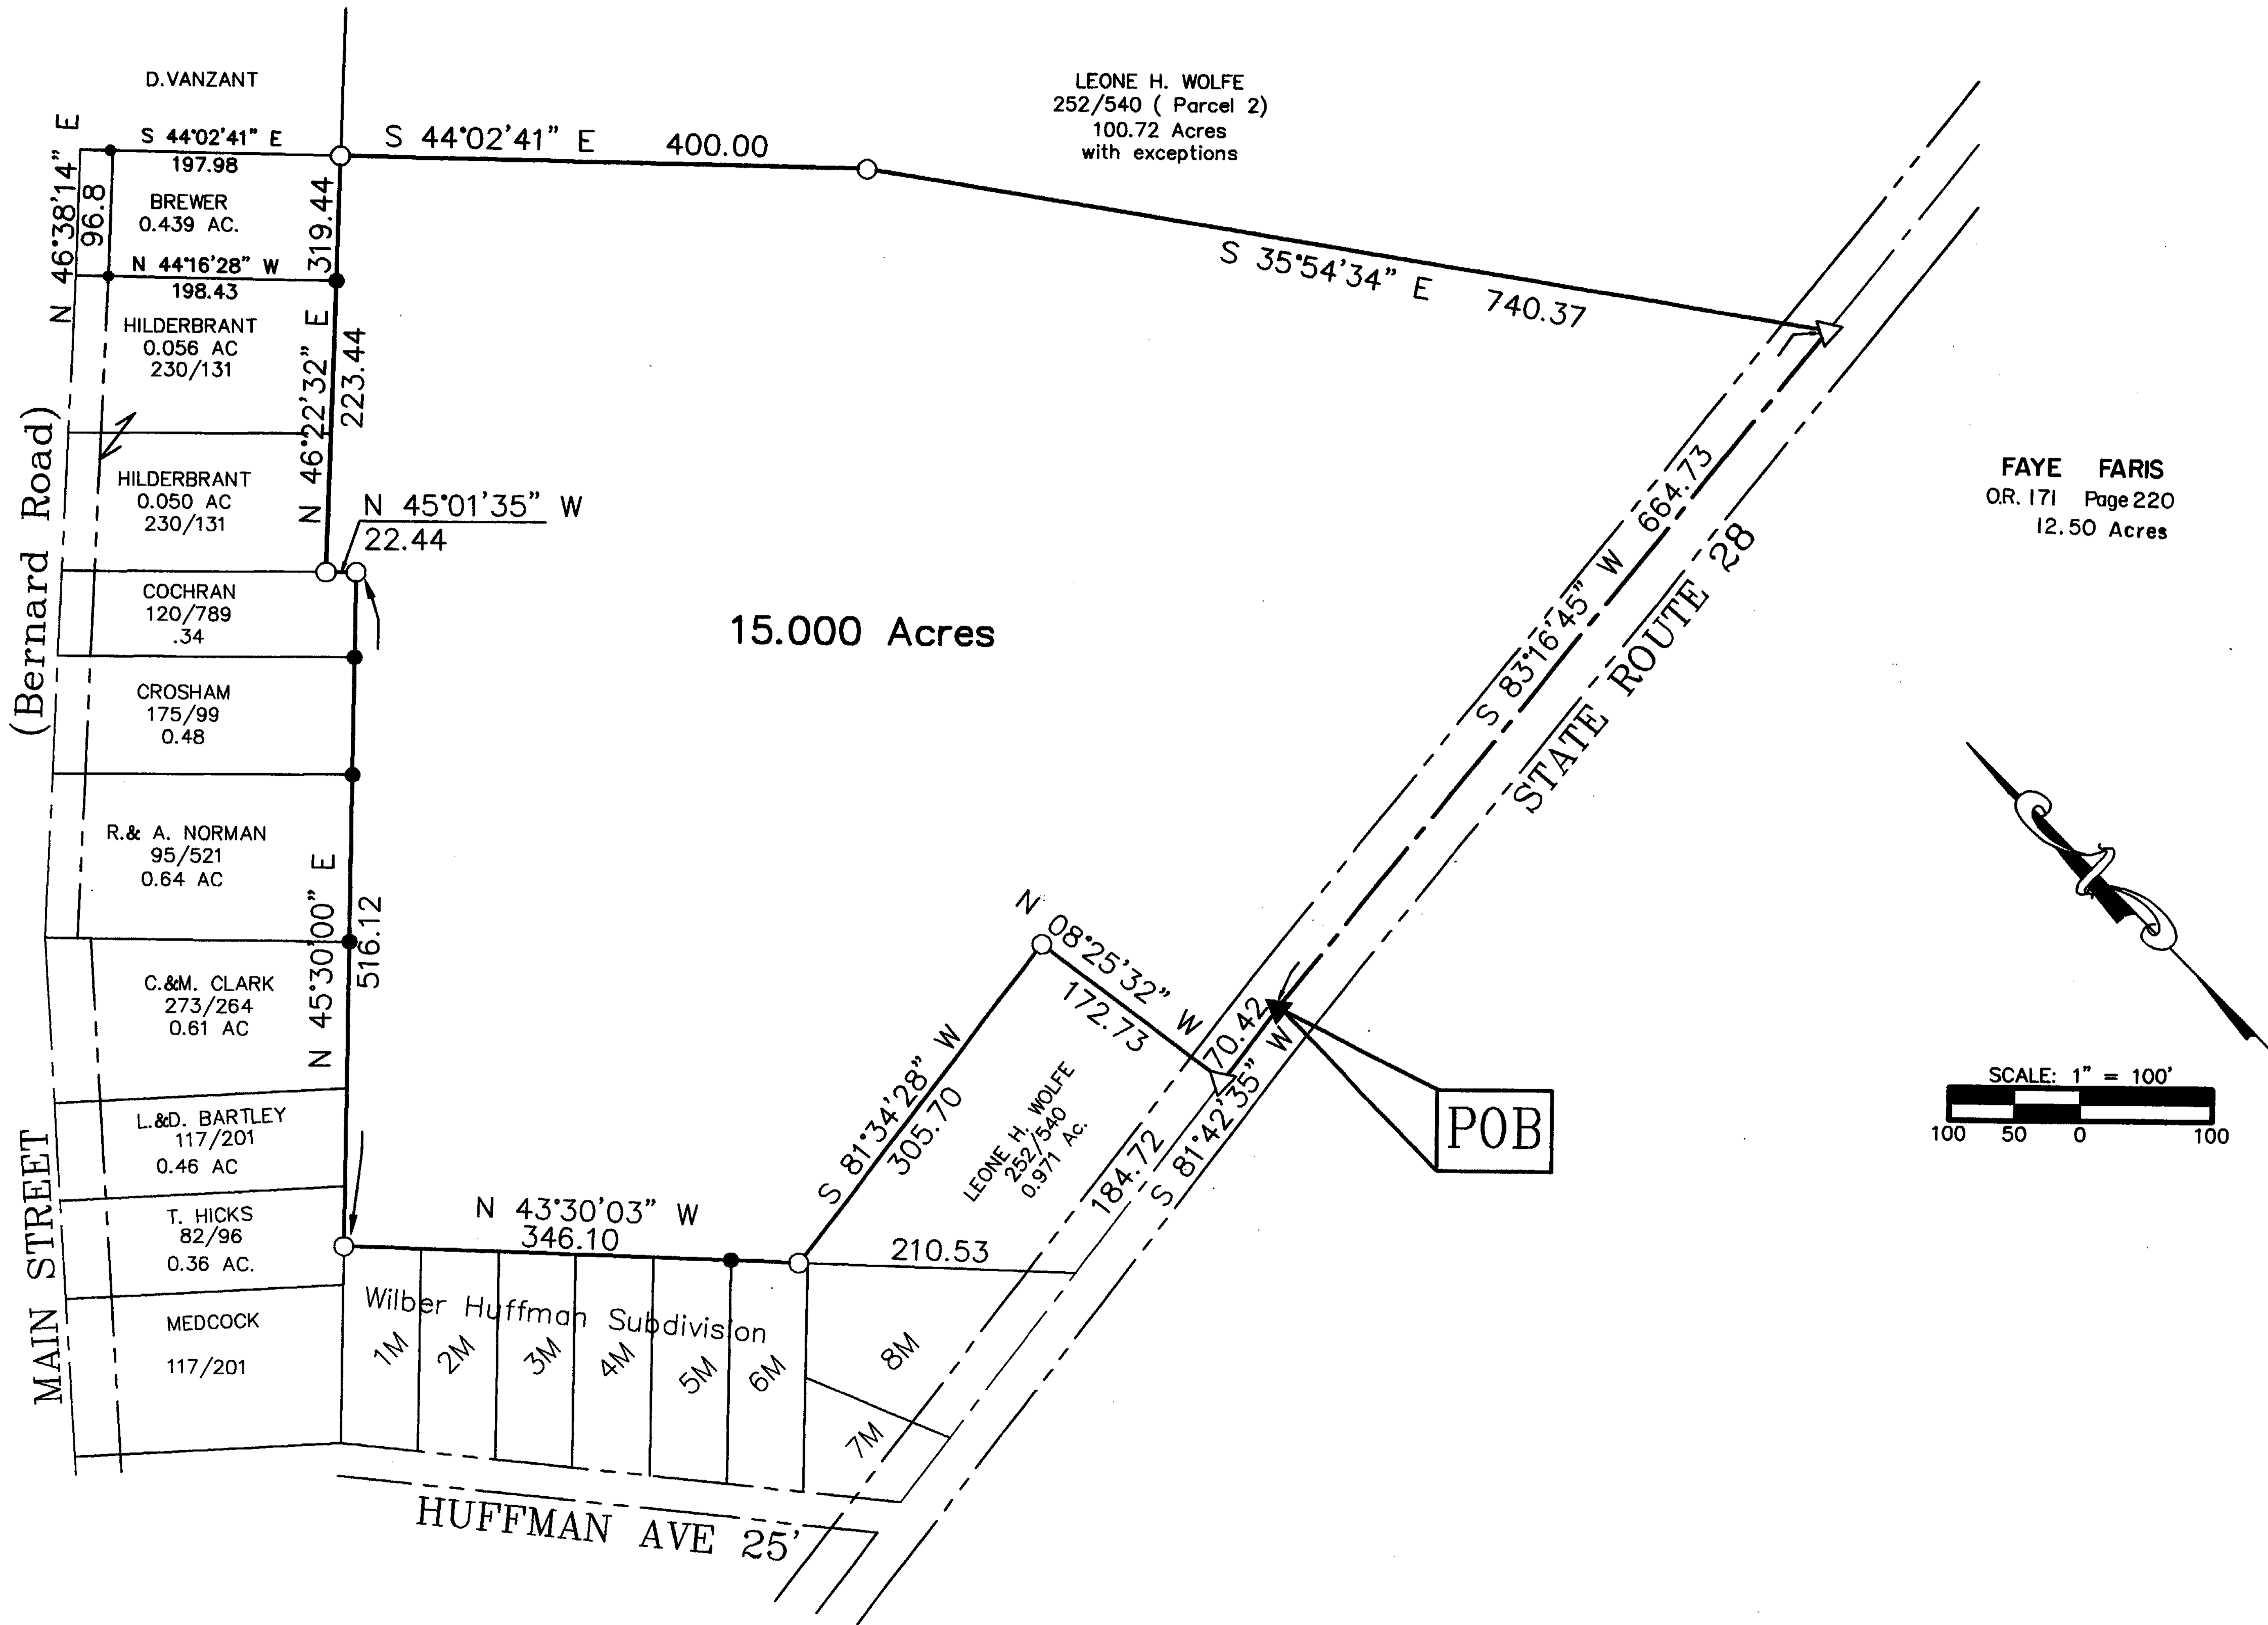 D.VANZANT
LEONE H. WOLFE
252/540 ( Parcel 2)
100.72 Acres
with exceptions
S 44°02'41" E
197.98
S 44°02'41" E 400.00
N 46°38'14" E
96.8
BREWER
0.439 AC.
319.44
N 44°16'28" W
198.43
S 35°54'34" E 740.37
HILDERBRANT
0.056 AC
230/131
N 46°22'32" E
223.44
(Bernard Road)
HILDERBRANT
0.050 AC
230/131
N 45°01'35" W
22.44
FAYE FARIS
O.R. 171 Page 220
12.50 Acres
S 83°16'45" W 664.73
STATE ROUTE 28
COCHRAN
120/789
.34
15.000 Acres
CROSHAM
175/99
0.48
R.& A. NORMAN
95/521
0.64 AC
N 45°30'00" E
516.12
C.&M. CLARK
273/264
0.61 AC
N 08°25'32" W
172.73
70.42
S 81°34'28" W
305.70
LEONE H. WOLFE
252/540
0.971 Ac.
184.72
S 81°42'35" W
POB
SCALE: 1" = 100'
100 50 0 100
L.&D. BARTLEY
117/201
0.46 AC
MAIN STREET
T. HICKS
82/96
0.36 AC.
N 43°30'03" W
346.10
210.53
MEDCOCK
117/201
Wilber Huffman Subdivision
1M 2M 3M 4M 5M 6M
8M
7M
HUFFMAN AVE 25'